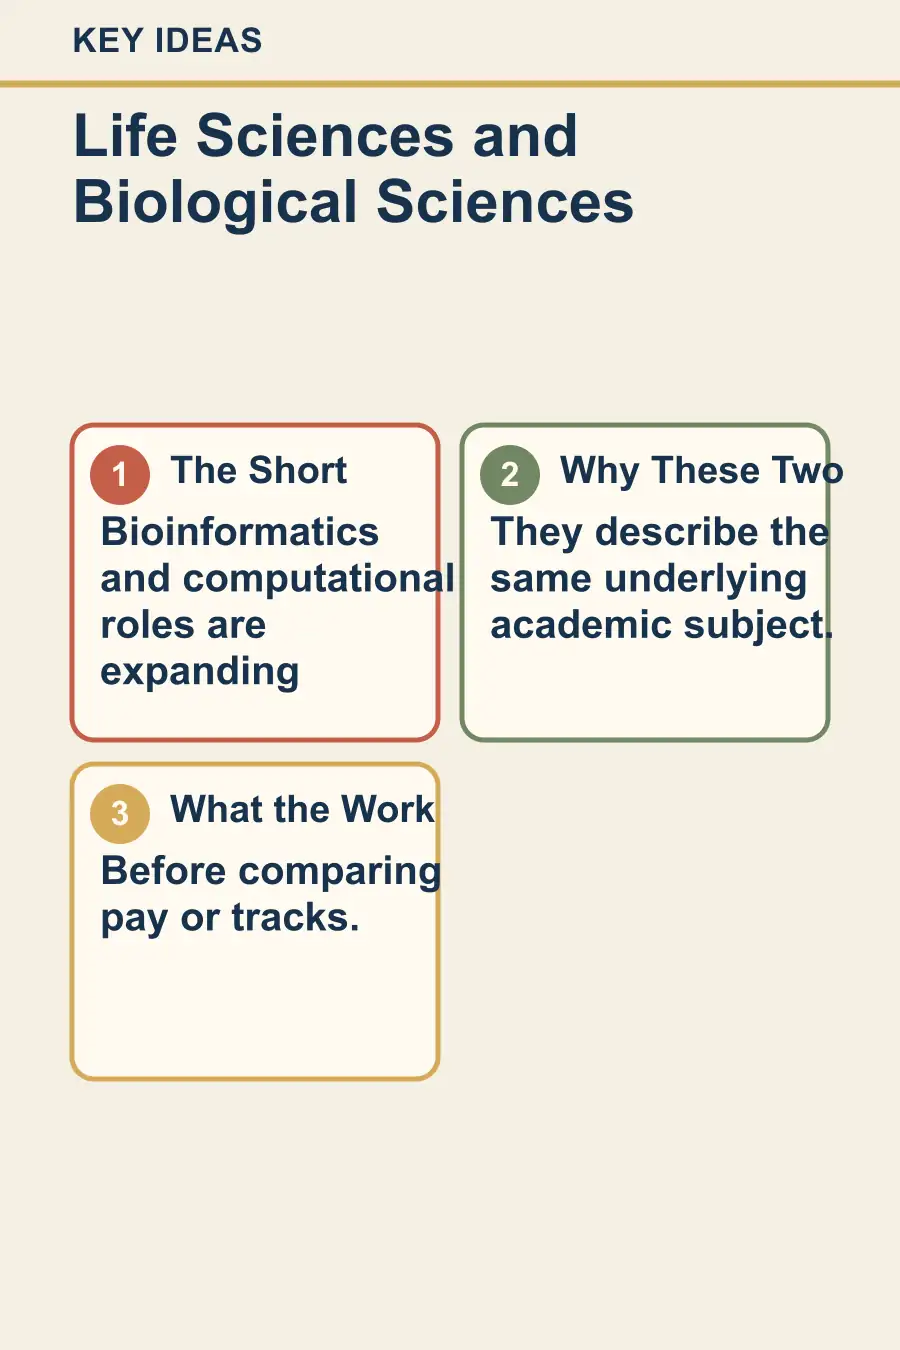 KEY IDEAS
Life Sciences and
Biological Sciences
1 The Short
Bioinformatics
and computational
roles are
expanding
2 Why These Two
They describe the
same underlying
academic subject.
3 What the Work
Before comparing
pay or tracks.